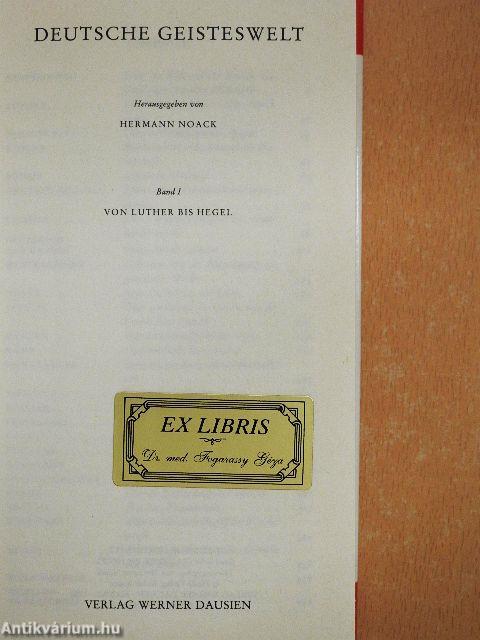 DEUTSCHE GEISTESWELT
Herausgegeben von
HERMANN NOACK
Band I
VON LUTHER BIS HEGEL
EX LIBRIS
Dr. med. Fogarassy Géza
VERLAG WERNER DAUSIEN
Antikvárium.hu